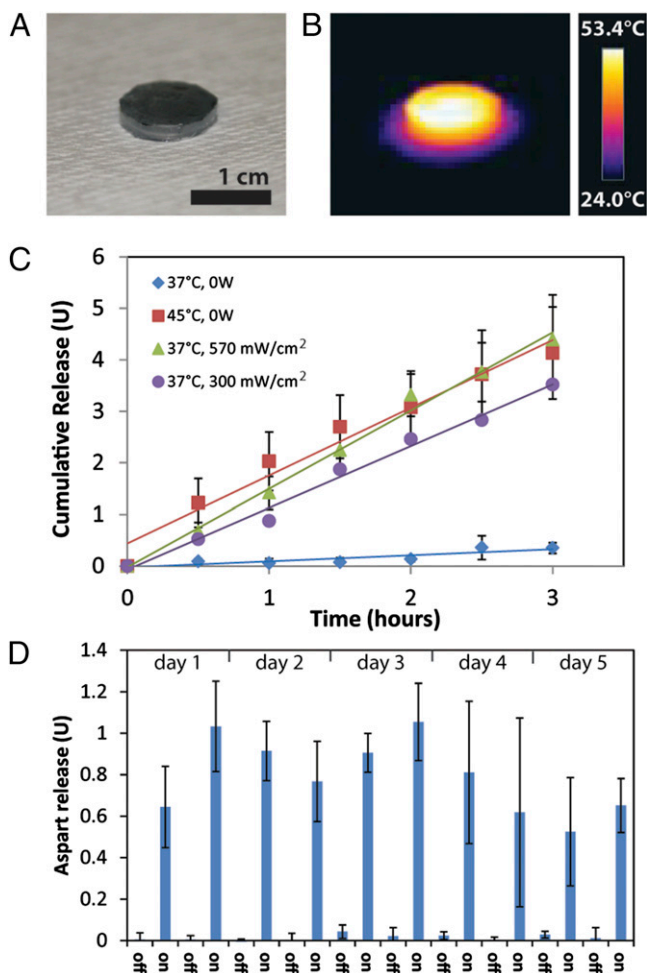 A
1 cm
B
53.4°C
24.0°C
C
Cumulative Release (U)
6
5
4
3
2
1
0
37°C, 0W
45°C, 0W
37°C, 570 mW/cm²
37°C, 300 mW/cm²
0 1 2 3
Time (hours)
D
Aspart release (U)
1.4
1.2
1
0.8
0.6
0.4
0.2
0
day 1 day 2 day 3 day 4 day 5
off on off on off on off on off on off on off on off on off on off on